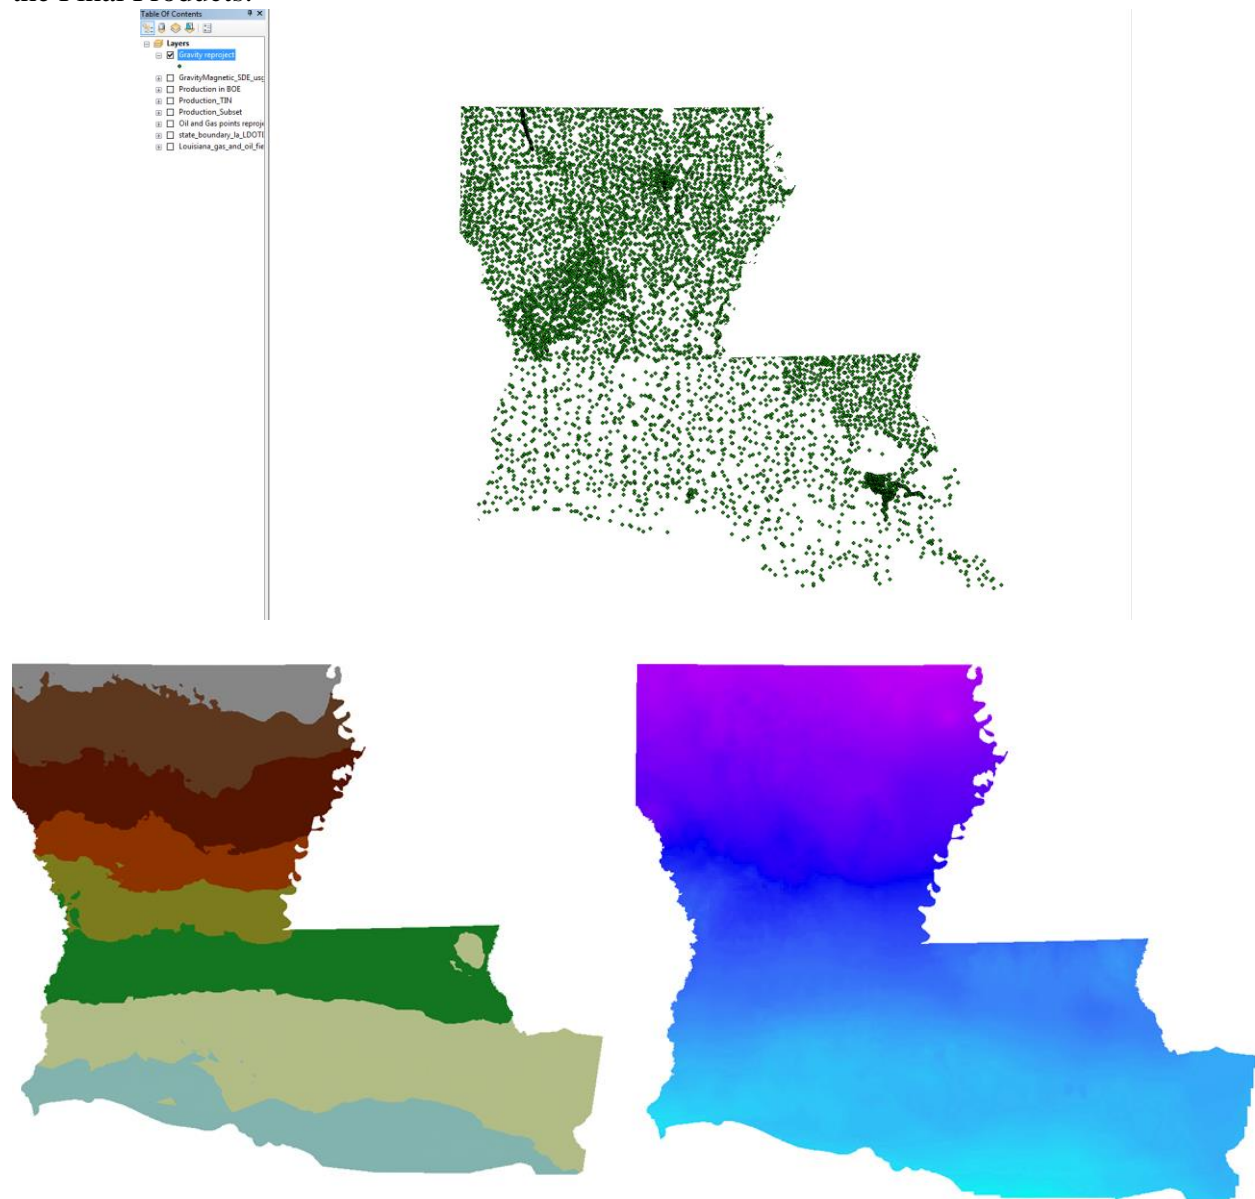 the Final Products.
Table Of Contents
Layers
Gravity reproject
GravityMagnetic_SDE_usg
Production in BOE
Production_TIN
Production_Subset
Oil and Gas points reproje
state_boundary_la_LDOTI
Louisiana_gas_and_oil_fie